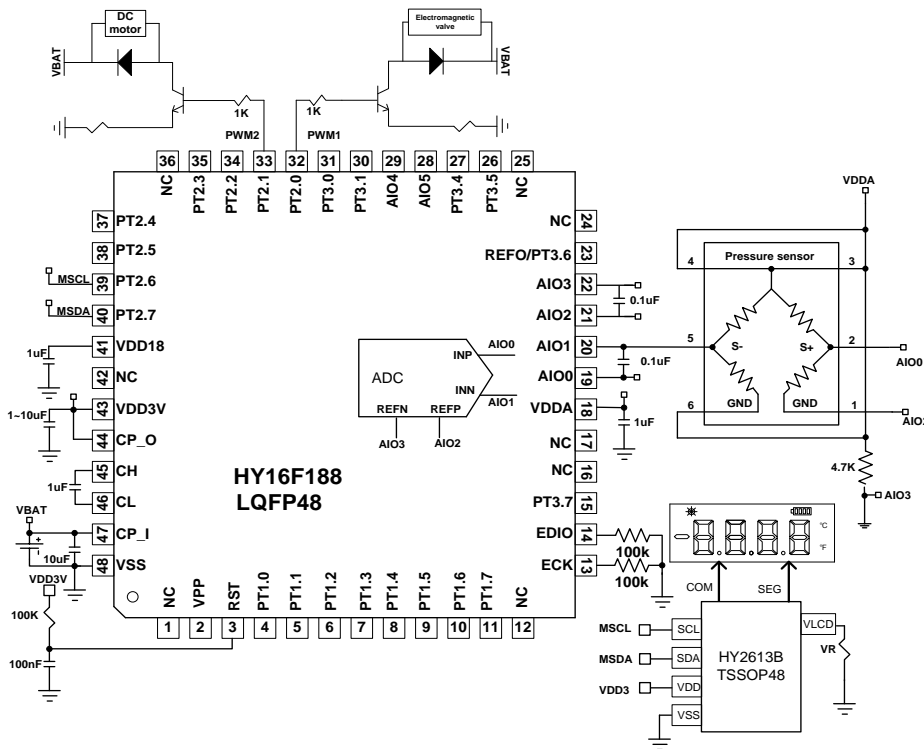 DC
motor
VBAT
1K
PWM2
Electromagnetic
valve
VBAT
1K
PWM1
36 35 34 33 32 31 30 29 28 27 26 25
NC PT2.3 PT2.2 PT2.1 PT2.0 PT3.0 PT3.1 AIO4 AIO5 PT3.4 PT3.5 NC
37 PT2.4
38 PT2.5
MSCL 39 PT2.6
MSDA 40 PT2.7
1uF 41 VDD18
42 NC
1~10uF 43 VDD3V
44 CP_O
45 CH
1uF
46 CL
VBAT
47 CP_I
+
-
10uF
48 VSS
VDD3V
100K
100nF
NC VPP RST PT1.0 PT1.1 PT1.2 PT1.3 PT1.4 PT1.5 PT1.6 PT1.7 NC
1 2 3 4 5 6 7 8 9 10 11 12
HY16F188
LQFP48
ADC
INP AIO0
INN AIO1
REFN REFP
AIO3 AIO2
NC 24
REFO/PT3.6 23
AIO3 22
0.1uF
AIO2 21
AIO1 20
0.1uF
AIO0 19
VDDA 18
1uF
NC 17
NC 16
PT3.7 15
EDIO 14
100k
ECK 13
100k
VDDA
4 Pressure sensor 3
5 S- S+ 2
AIO0
6 GND GND 1
AIO2
4.7K
AIO3
°C
°F
COM SEG
MSCL SCL
MSDA SDA
VDD3 VDD
VSS
HY2613B
TSSOP48
VLCD
VR